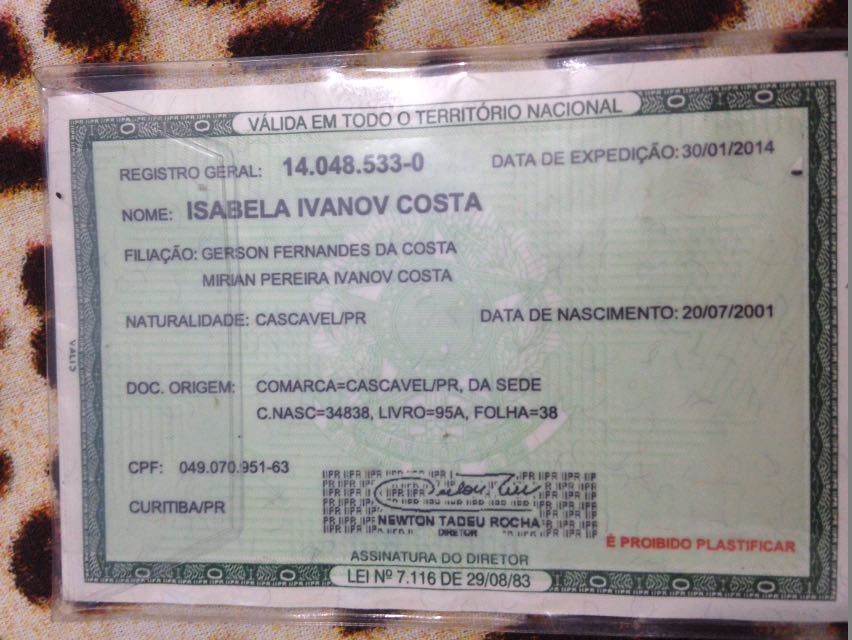 VÁLIDA EM TODO O TERRITÓRIO NACIONAL
REGISTRO GERAL: 14.048.533-0 DATA DE EXPEDIÇÃO: 30/01/2014
NOME: ISABELA IVANOV COSTA
FILIAÇÃO: GERSON FERNANDES DA COSTA
MIRIAN PEREIRA IVANOV COSTA
NATURALIDADE: CASCAVEL/PR DATA DE NASCIMENTO: 20/07/2001
DOC. ORIGEM: COMARCA=CASCAVEL/PR, DA SEDE
C.NASC=34838, LIVRO=95A, FOLHA=38
CPF: 049.070.951-63
CURITIBA/PR
NEWTON TADEU ROCHA
DIRETOR
ASSINATURA DO DIRETOR
É PROIBIDO PLASTIFICAR
LEI Nº 7.116 DE 29/08/83